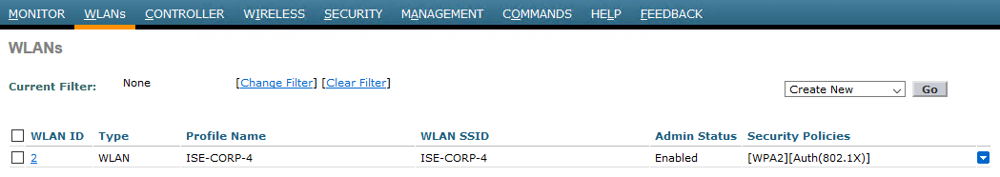 MONITOR WLANs CONTROLLER WIRELESS SECURITY MANAGEMENT COMMANDS HELP FEEDBACK
WLANs
Current Filter: None [Change Filter] [Clear Filter] Create New Go
WLAN ID Type Profile Name WLAN SSID Admin Status Security Policies
2 WLAN ISE-CORP-4 ISE-CORP-4 Enabled [WPA2][Auth(802.1X)]